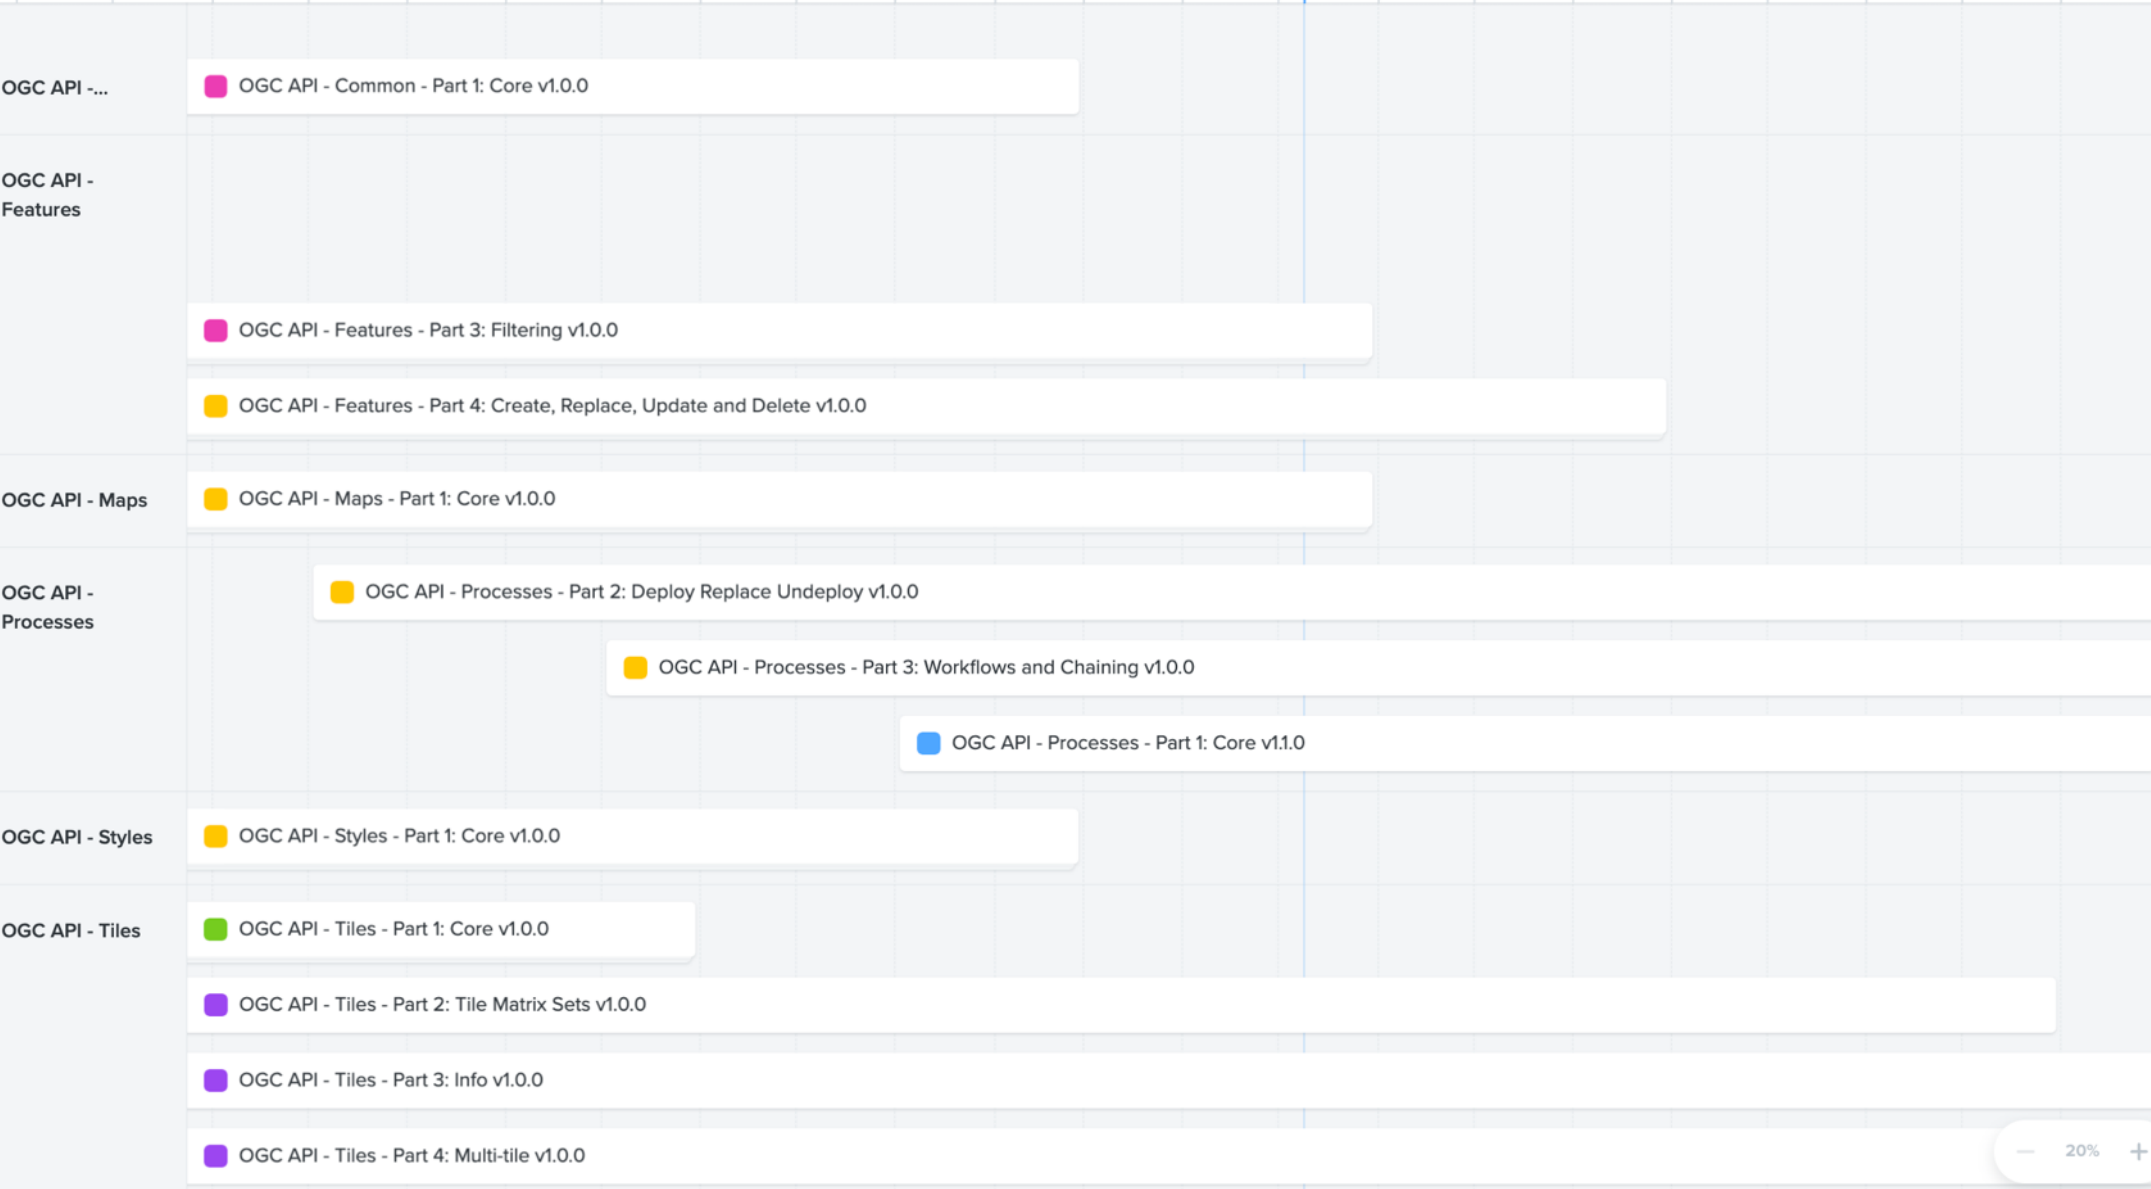 OGC API -...
OGC API - Common - Part 1: Core v1.0.0
OGC API -
Features
OGC API - Features - Part 3: Filtering v1.0.0
OGC API - Features - Part 4: Create, Replace, Update and Delete v1.0.0
OGC API - Maps
OGC API - Maps - Part 1: Core v1.0.0
OGC API -
Processes
OGC API - Processes - Part 2: Deploy Replace Undeploy v1.0.0
OGC API - Processes - Part 3: Workflows and Chaining v1.0.0
OGC API - Processes - Part 1: Core v1.1.0
OGC API - Styles
OGC API - Styles - Part 1: Core v1.0.0
OGC API - Tiles
OGC API - Tiles - Part 1: Core v1.0.0
OGC API - Tiles - Part 2: Tile Matrix Sets v1.0.0
OGC API - Tiles - Part 3: Info v1.0.0
OGC API - Tiles - Part 4: Multi-tile v1.0.0
− 20% +